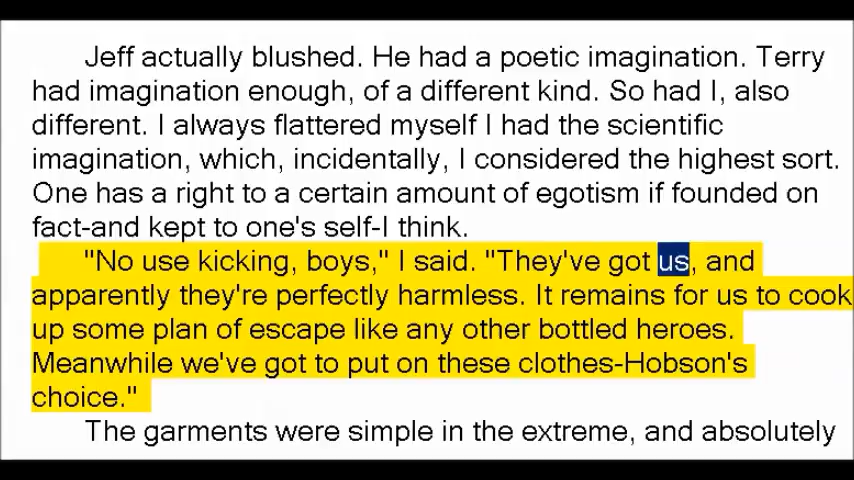 Jeff actually blushed. He had a poetic imagination. Terry
had imagination enough, of a different kind. So had I, also
different. I always flattered myself I had the scientific
imagination, which, incidentally, I considered the highest sort.
One has a right to a certain amount of egotism if founded on
fact-and kept to one's self-I think.
"No use kicking, boys," I said. "They've got us, and
apparently they're perfectly harmless. It remains for us to cook
up some plan of escape like any other bottled heroes.
Meanwhile we've got to put on these clothes-Hobson's
choice."
The garments were simple in the extreme, and absolutely